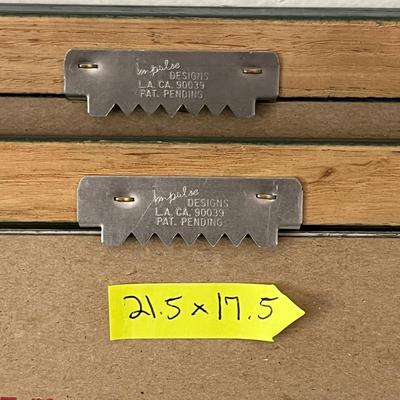 Impulse
DESIGNS
L.A. CA. 90039
PAT. PENDING
Impulse
DESIGNS
L.A. CA. 90039
PAT. PENDING
21.5 x 17.5